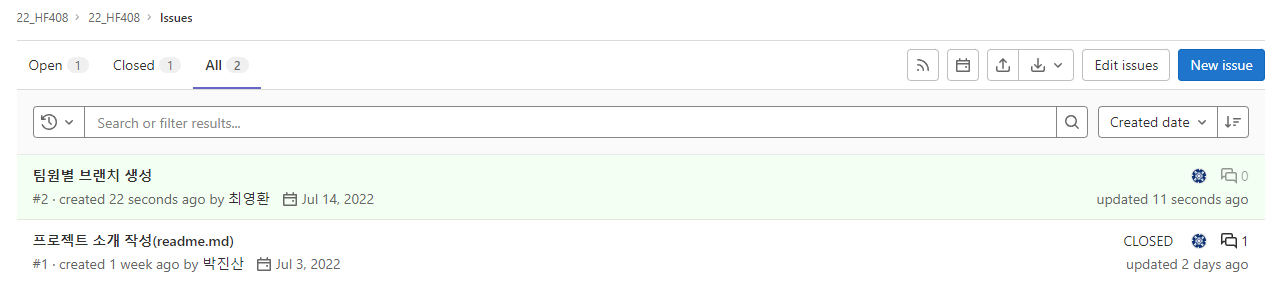 22_HF408 › 22_HF408 › Issues
Open 1 Closed 1 All 2 Edit issues New issue
Search or filter results... Created date
팀원별 브랜치 생성 0
#2 · created 22 seconds ago by 최영환 Jul 14, 2022 updated 11 seconds ago
프로젝트 소개 작성(readme.md) CLOSED 1
#1 · created 1 week ago by 박진산 Jul 3, 2022 updated 2 days ago